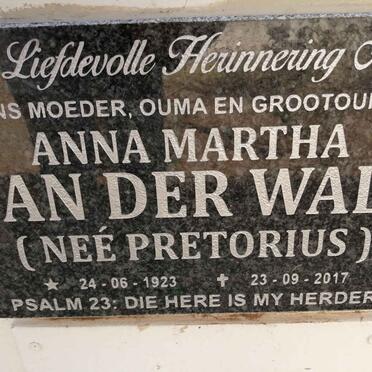 Liefdevolle Herinnering A
NS MOEDER, OUMA EN GROOTOU
ANNA MARTHA
AN DER WAL
( NEÉ PRETORIUS )
★ 24 - 06 - 1923 ✝ 23 - 09 - 2017
PSALM 23: DIE HERE IS MY HERDER